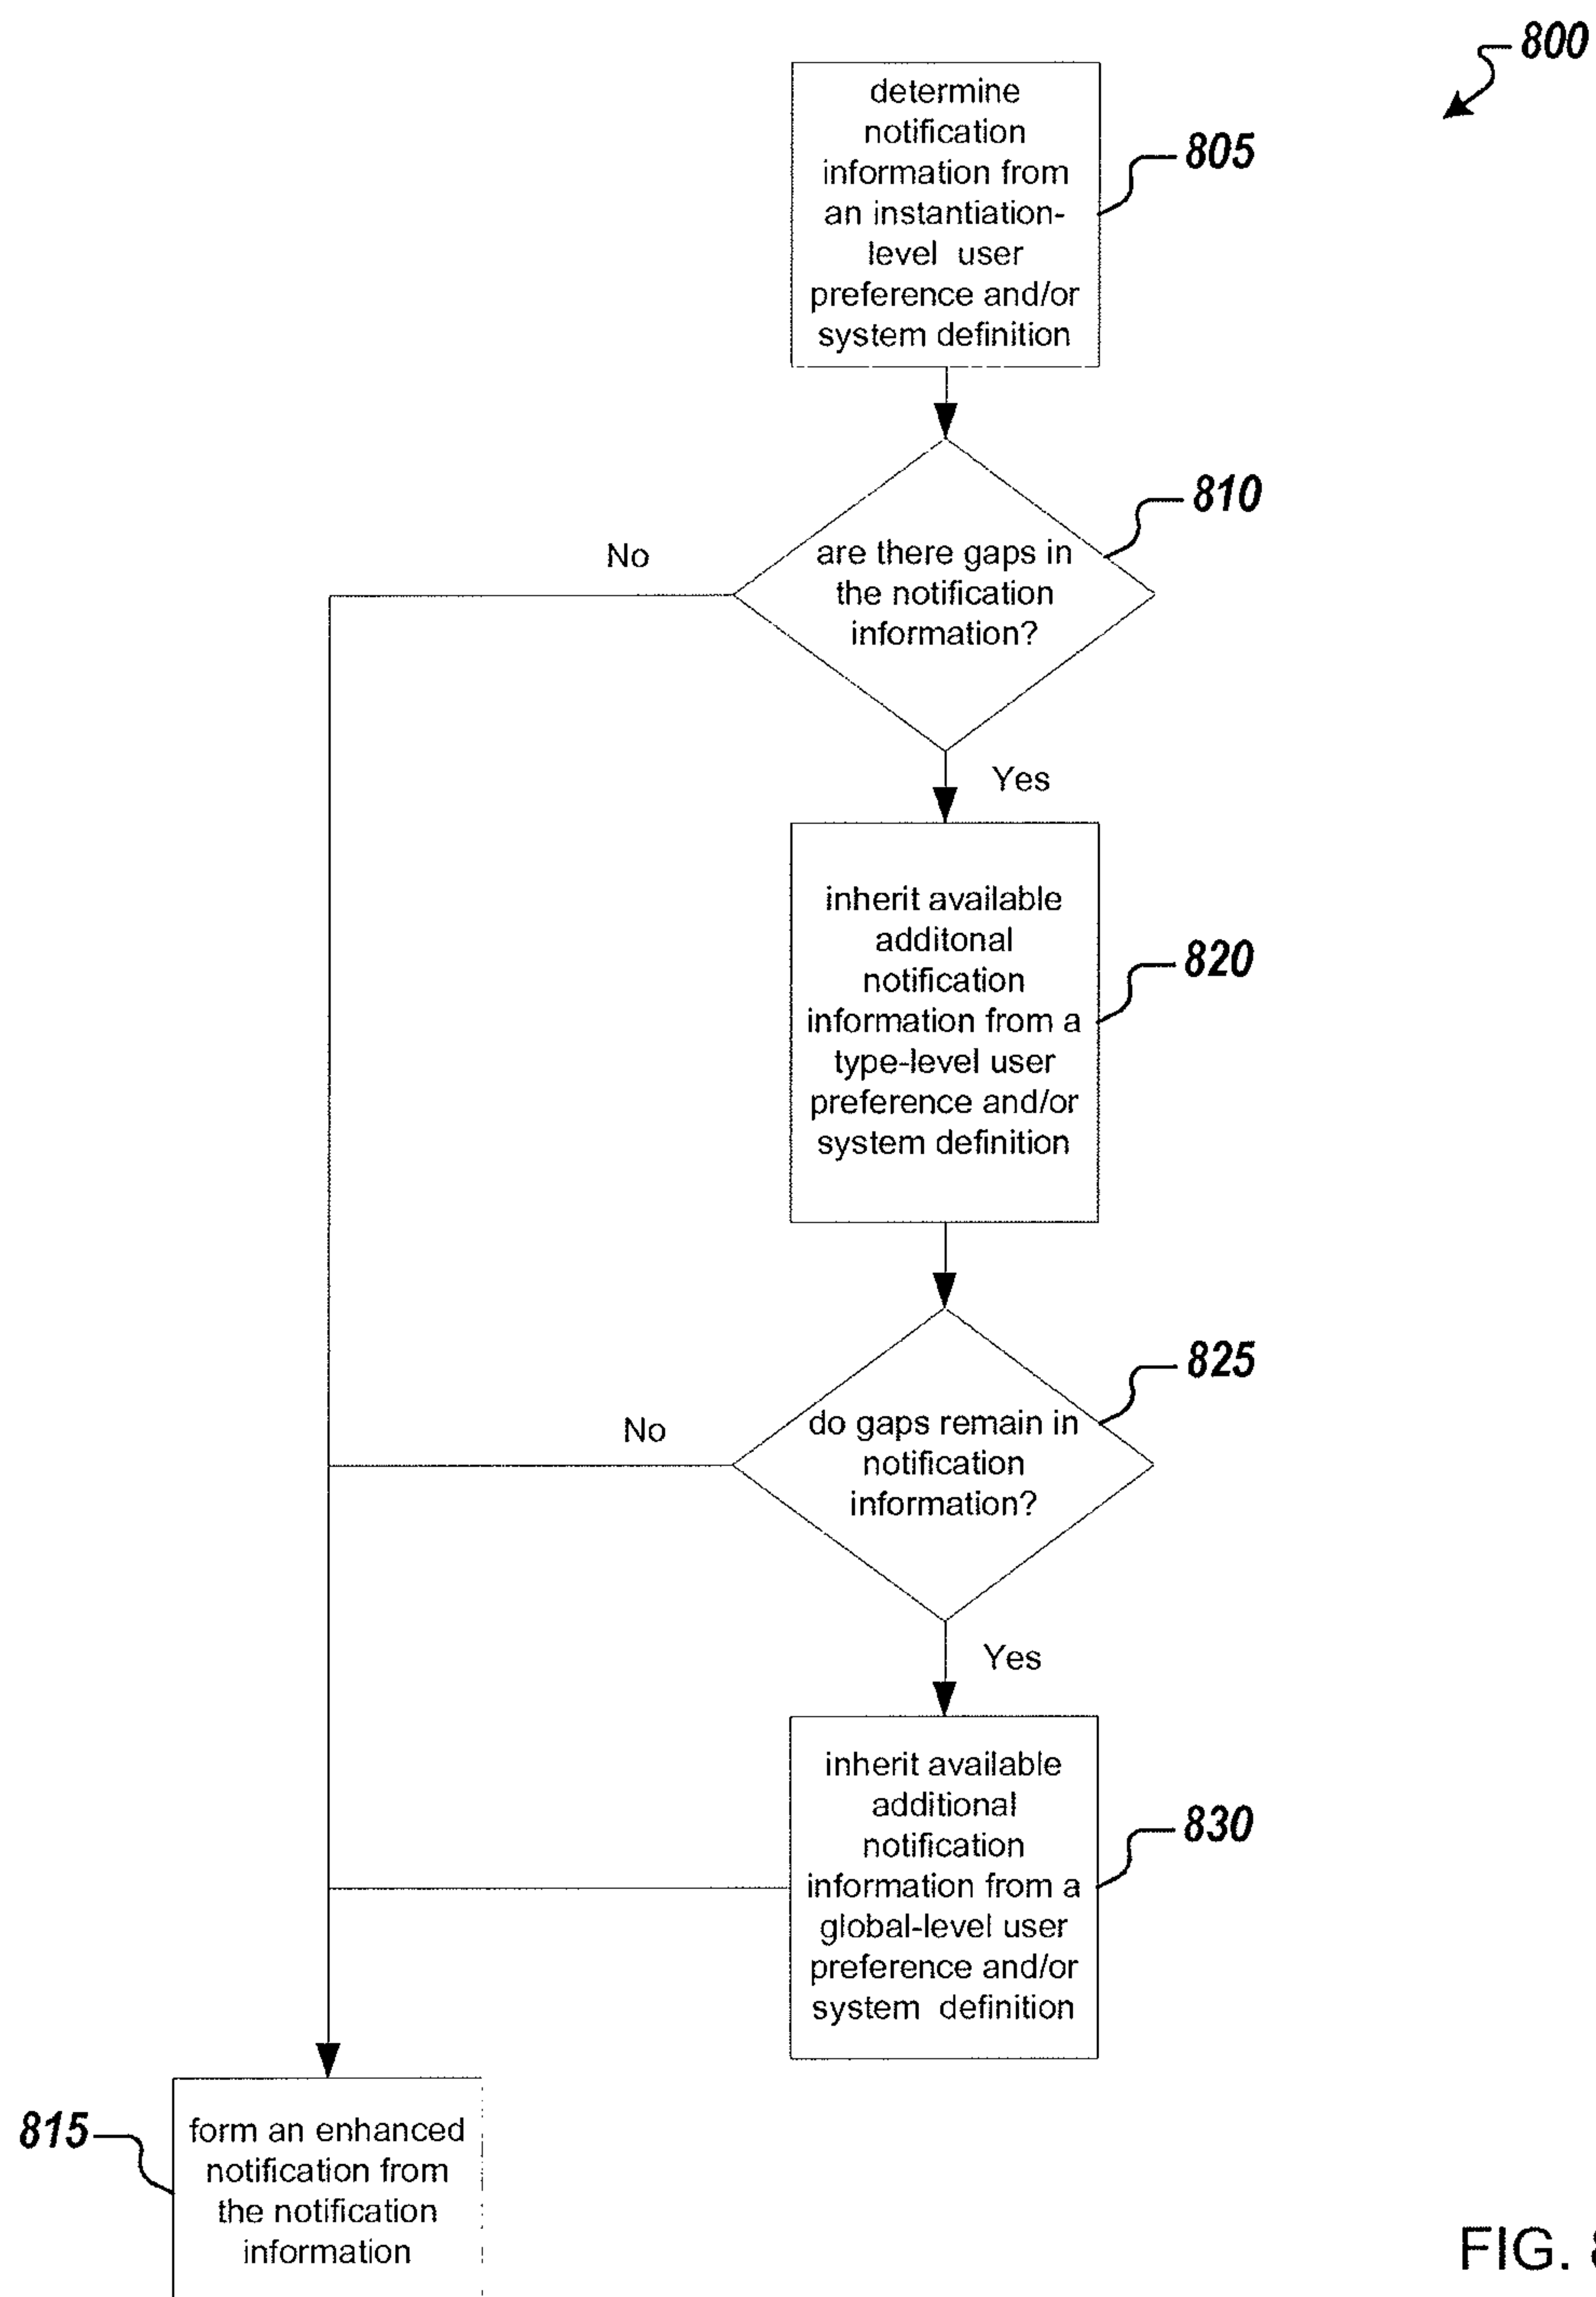 800
determine
notification
information from
an instantiation-
level user
preference and/or
system definition
805
810
are there gaps in
the notification
information?
No
Yes
inherit available
additonal
notification
information from a
type-level user
preference and/or
system definition
820
825
do gaps remain in
notification
information?
No
Yes
inherit available
additional
notification
information from a
global-level user
preference and/or
system definition
830
815
form an enhanced
notification from
the notification
information
FIG. 8